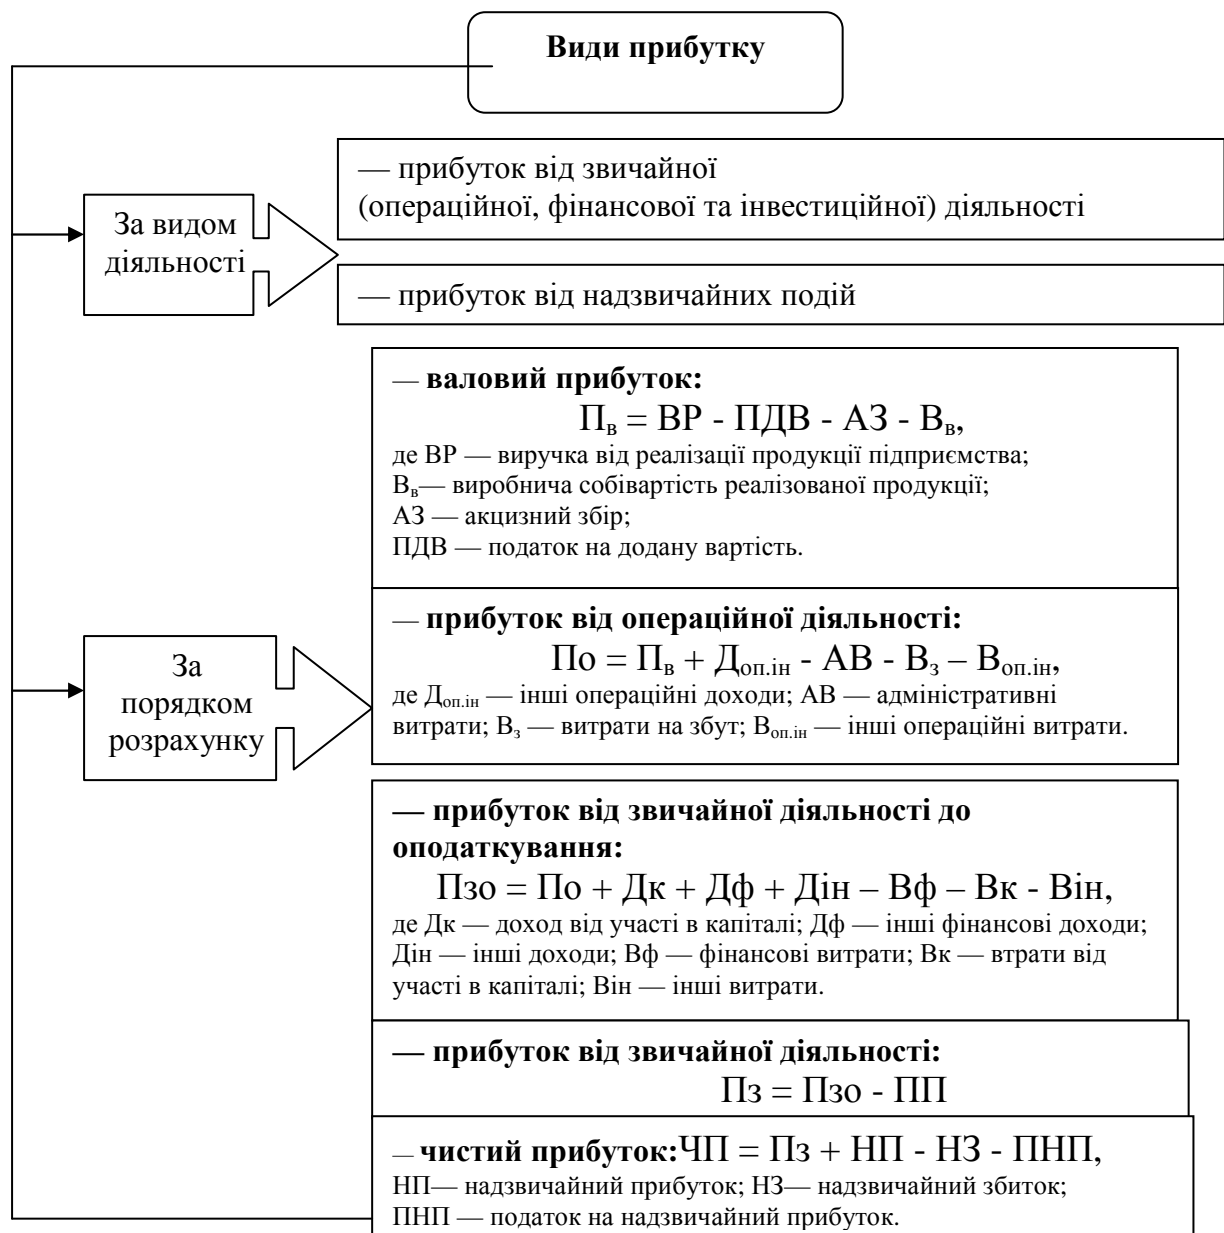 Види прибутку
— прибуток від звичайної
(операційної, фінансової та інвестиційної) діяльності
За видом
діяльності
— прибуток від надзвичайних подій
— валовий прибуток:
Пв = ВР - ПДВ - АЗ - Вв,
де ВР — виручка від реалізації продукції підприємства;
Вв— виробнича собівартість реалізованої продукції;
АЗ — акцизний збір;
ПДВ — податок на додану вартість.
За
порядком
розрахунку
— прибуток від операційної діяльності:
По = Пв + Доп.ін - АВ - Вз – Воп.ін,
де Доп.ін — інші операційні доходи; АВ — адміністративні
витрати; Вз — витрати на збут; Воп.ін — інші операційні витрати.
— прибуток від звичайної діяльності до
оподаткування:
Пзо = По + Дк + Дф + Дін – Вф – Вк - Він,
де Дк — доход від участі в капіталі; Дф — інші фінансові доходи;
Дін — інші доходи; Вф — фінансові витрати; Вк — втрати від
участі в капіталі; Він — інші витрати.
— прибуток від звичайної діяльності:
Пз = Пзо - ПП
— чистий прибуток:ЧП = Пз + НП - НЗ - ПНП,
НП— надзвичайний прибуток; НЗ— надзвичайний збиток;
ПНП — податок на надзвичайний прибуток.